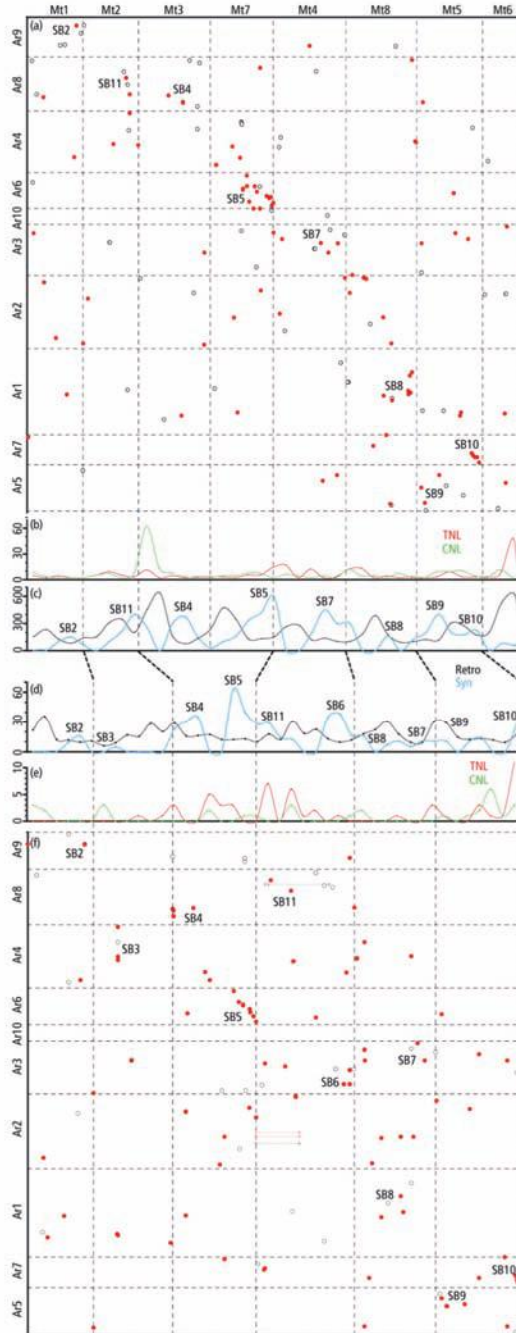 Mt1 Mt2 Mt3 Mt7 Mt4 Mt8 Mt5 Mt6
(a)
Ar9
SB2
Ar8
SB11 SB4
Ar4
Ar6
SB5
Ar10
Ar3
SB7
Ar2
Ar1
SB8
Ar7
SB10
Ar5
SB9
(b)
60
30
0
TNL
CNL
(c)
600
300
0
SB2 SB11 SB4 SB5 SB7 SB8 SB9 SB10
Retro
Syn
(d)
60
30
0
SB2 SB3 SB4 SB5 SB11 SB6 SB8 SB7 SB9 SB10
(e)
10
5
0
TNL
CNL
(f)
Ar9
SB2
Ar8
SB4 SB11
Ar4
SB3
Ar6
SB5
Ar10
Ar3
SB7
SB6
Ar2
Ar1
SB8
Ar7
SB10
Ar5
SB9